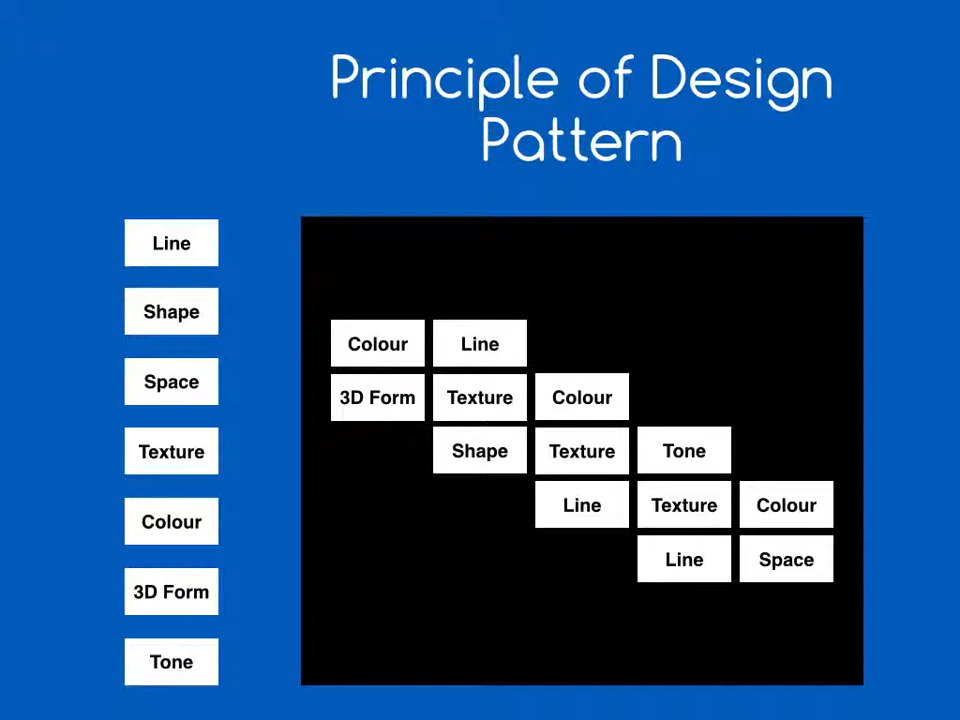 Principle of Design
Pattern
Line
Shape
Space
Texture
Colour
3D Form
Tone
Colour Line
3D Form Texture Colour
Shape Texture Tone
Line Texture Colour
Line Space